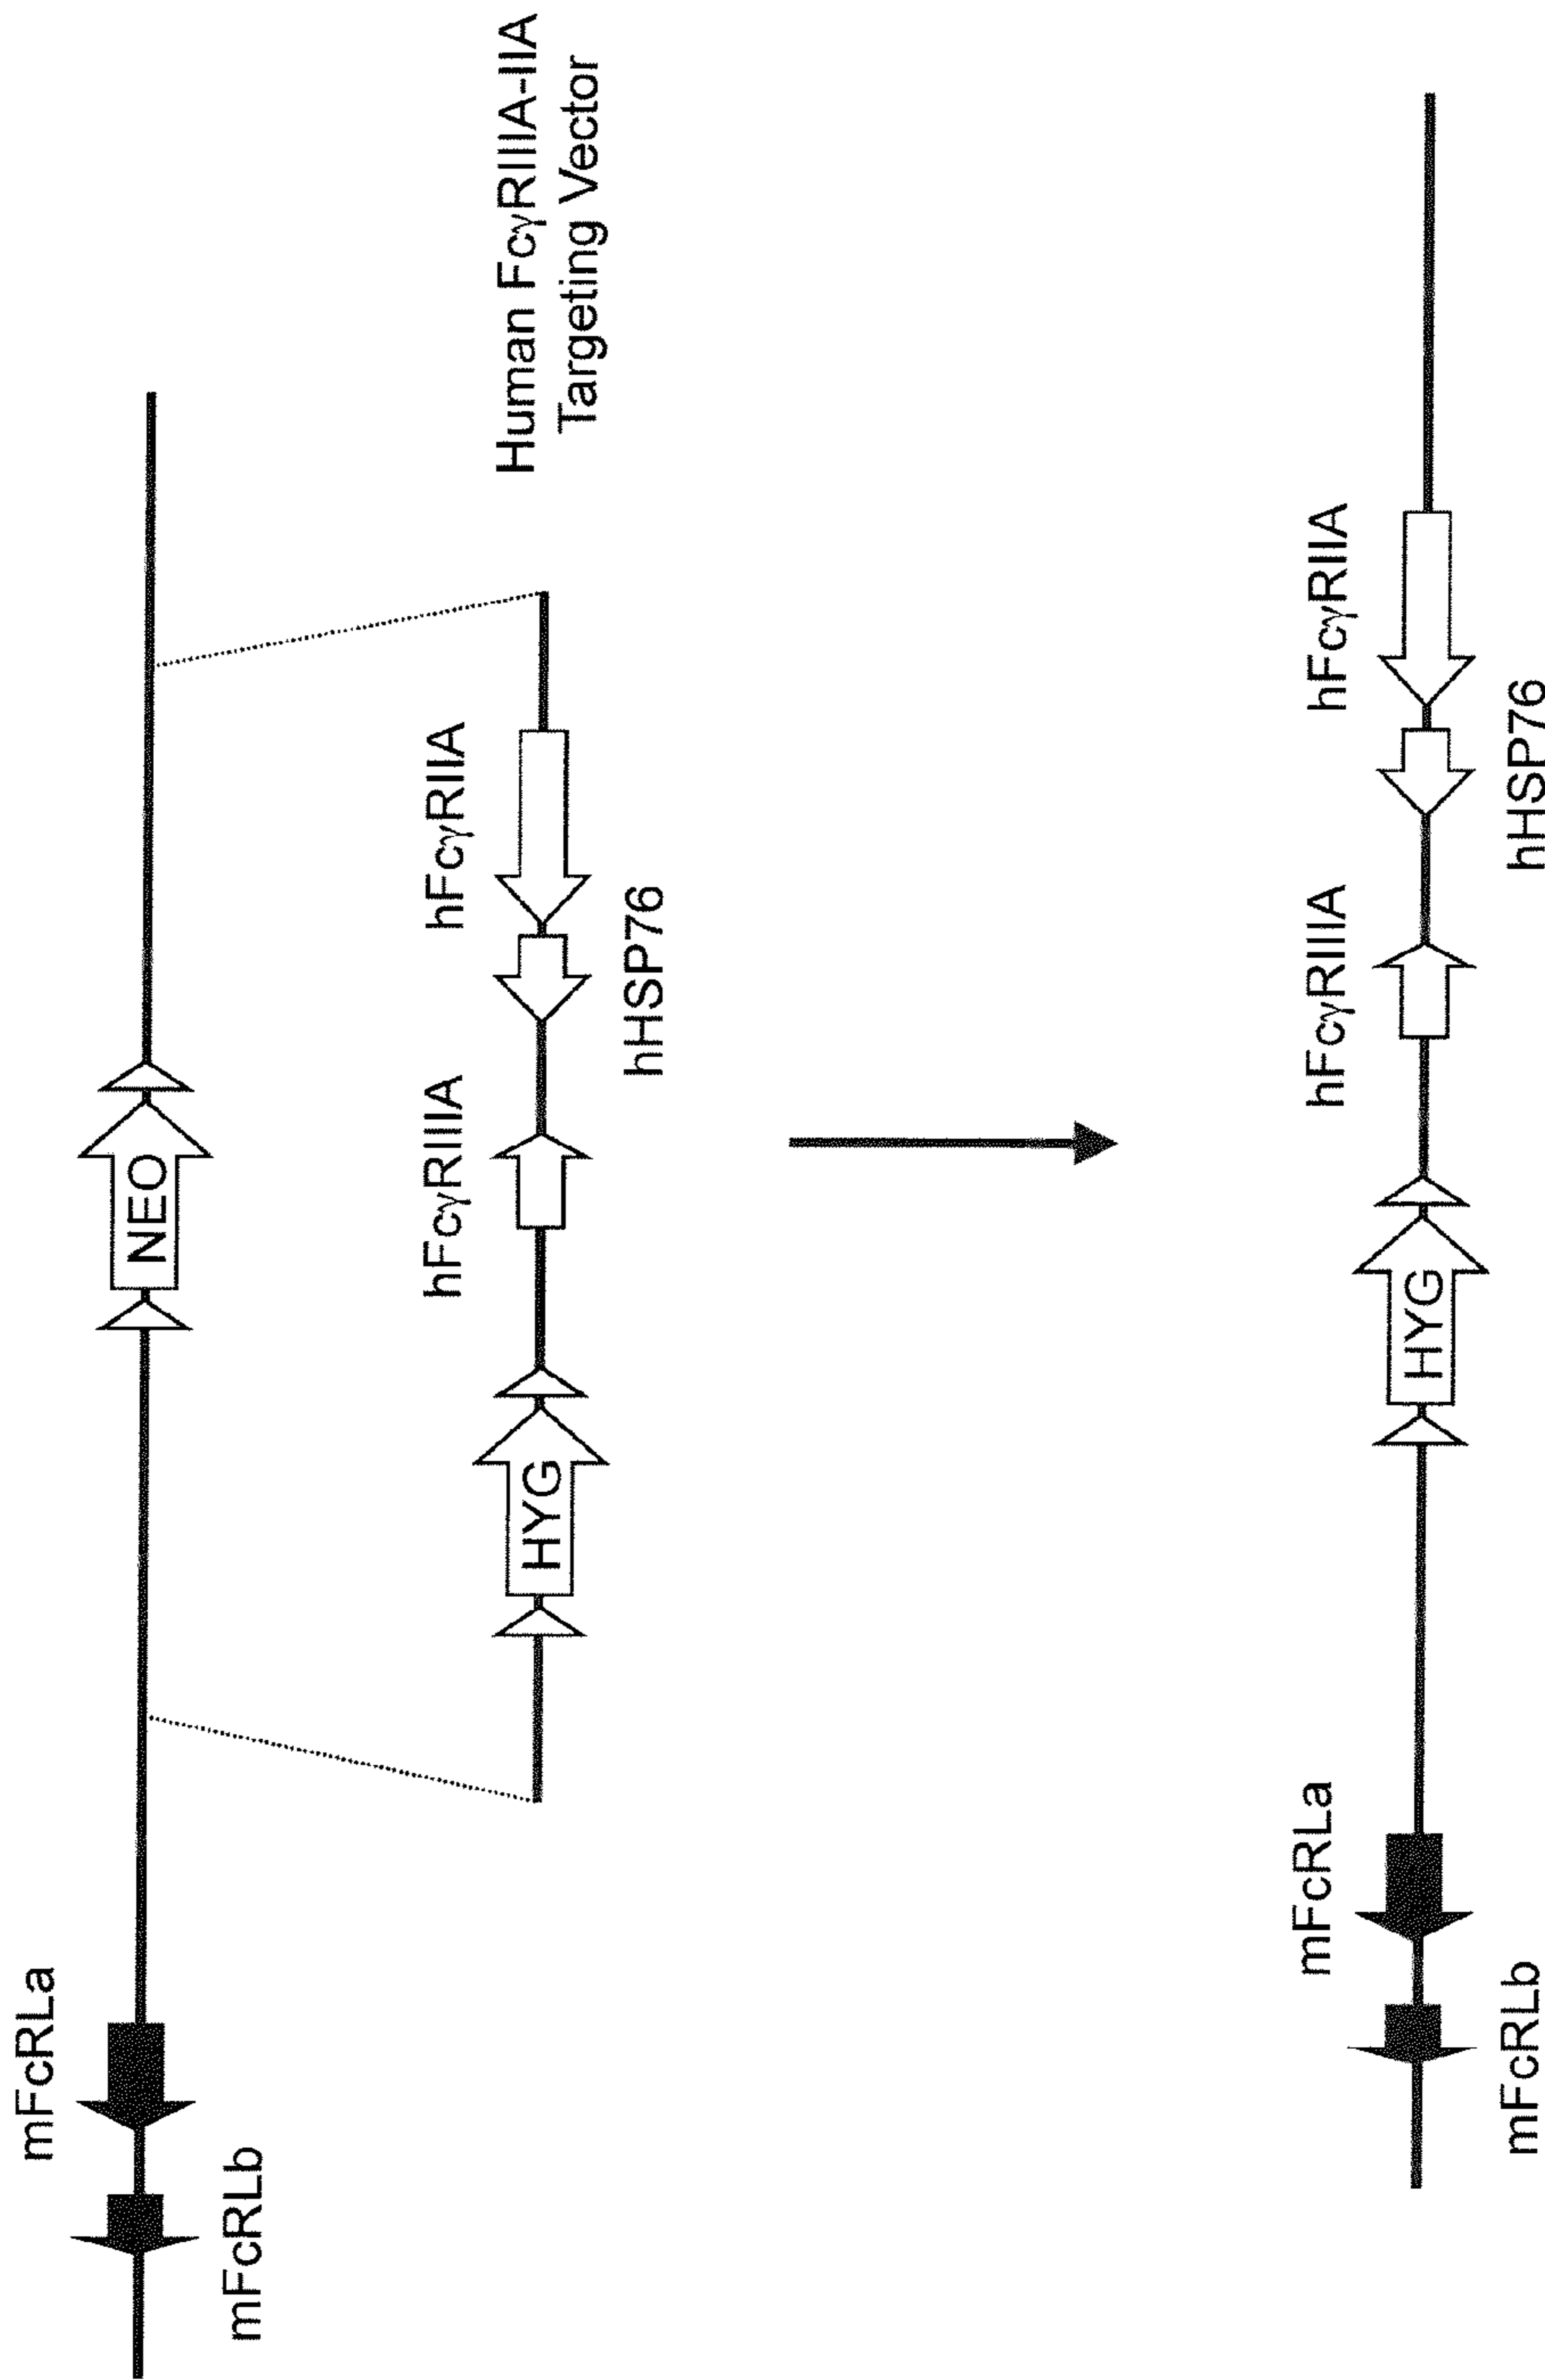 mFcRLa
NEO
mFcRLb
Human FcγRIIIA-IIA
Targeting Vector
hFcγRIIIA
hFcγRIIA
HYG
hHSP76
mFcRLa
hFcγRIIIA
hFcγRIIA
HYG
mFcRLb
hHSP76